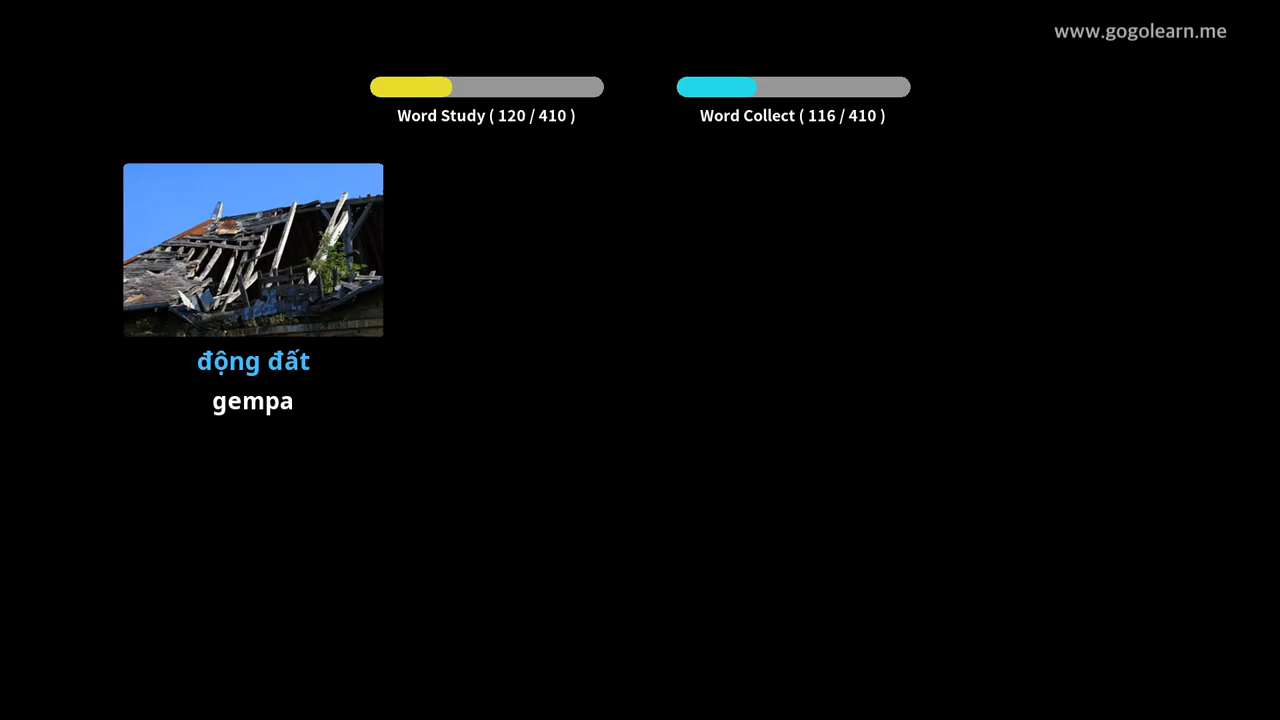 www.gogolearn.me
Word Study ( 120 / 410 )
Word Collect ( 116 / 410 )
động đất
gempa